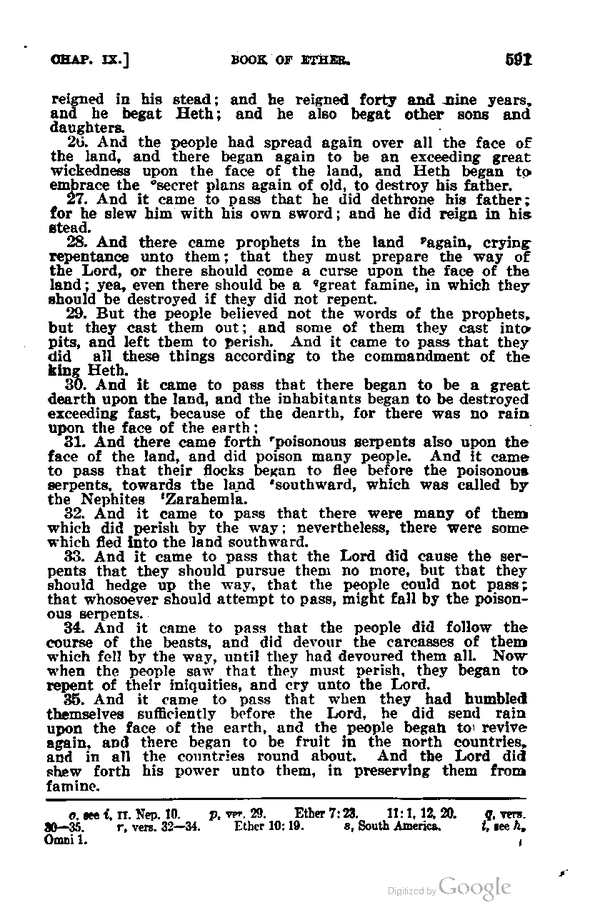 CHAP. IX.] BOOK OF ETHER. 591
reigned in his stead; and he reigned forty and nine years,
and he begat Heth; and he also begat other sons and
daughters.
26. And the people had spread again over all the face of
the land, and there began again to be an exceeding great
wickedness upon the face of the land, and Heth began to
embrace the °secret plans again of old, to destroy his father.
27. And it came to pass that he did dethrone his father;
for he slew him with his own sword; and he did reign in his
stead.
28. And there came prophets in the land ᵖagain, crying
repentance unto them; that they must prepare the way of
the Lord, or there should come a curse upon the face of the
land; yea, even there should be a ᑫgreat famine, in which they
should be destroyed if they did not repent.
29. But the people believed not the words of the prophets,
but they cast them out; and some of them they cast into
pits, and left them to perish. And it came to pass that they
did all these things according to the commandment of the
king Heth.
30. And it came to pass that there began to be a great
dearth upon the land, and the inhabitants began to be destroyed
exceeding fast, because of the dearth, for there was no rain
upon the face of the earth;
31. And there came forth ʳpoisonous serpents also upon the
face of the land, and did poison many people. And it came
to pass that their flocks began to flee before the poisonous
serpents, towards the land ˢsouthward, which was called by
the Nephites ᵗZarahemla.
32. And it came to pass that there were many of them
which did perish by the way; nevertheless, there were some
which fled into the land southward.
33. And it came to pass that the Lord did cause the ser-
pents that they should pursue them no more, but that they
should hedge up the way, that the people could not pass;
that whosoever should attempt to pass, might fall by the poison-
ous serpents.
34. And it came to pass that the people did follow the
course of the beasts, and did devour the carcasses of them
which fell by the way, until they had devoured them all. Now
when the people saw that they must perish, they began to
repent of their iniquities, and cry unto the Lord.
35. And it came to pass that when they had humbled
themselves sufficiently before the Lord, he did send rain
upon the face of the earth, and the people began to revive
again, and there began to be fruit in the north countries,
and in all the countries round about. And the Lord did
shew forth his power unto them, in preserving them from
famine.
o, see i, II. Nep. 10. p, ver. 29. Ether 7:23. 11:1, 12, 20. q, vers.
30—35. r, vers. 32—34. Ether 10:19. s, South America. t, see h,
Omni 1.
Digitized by Google